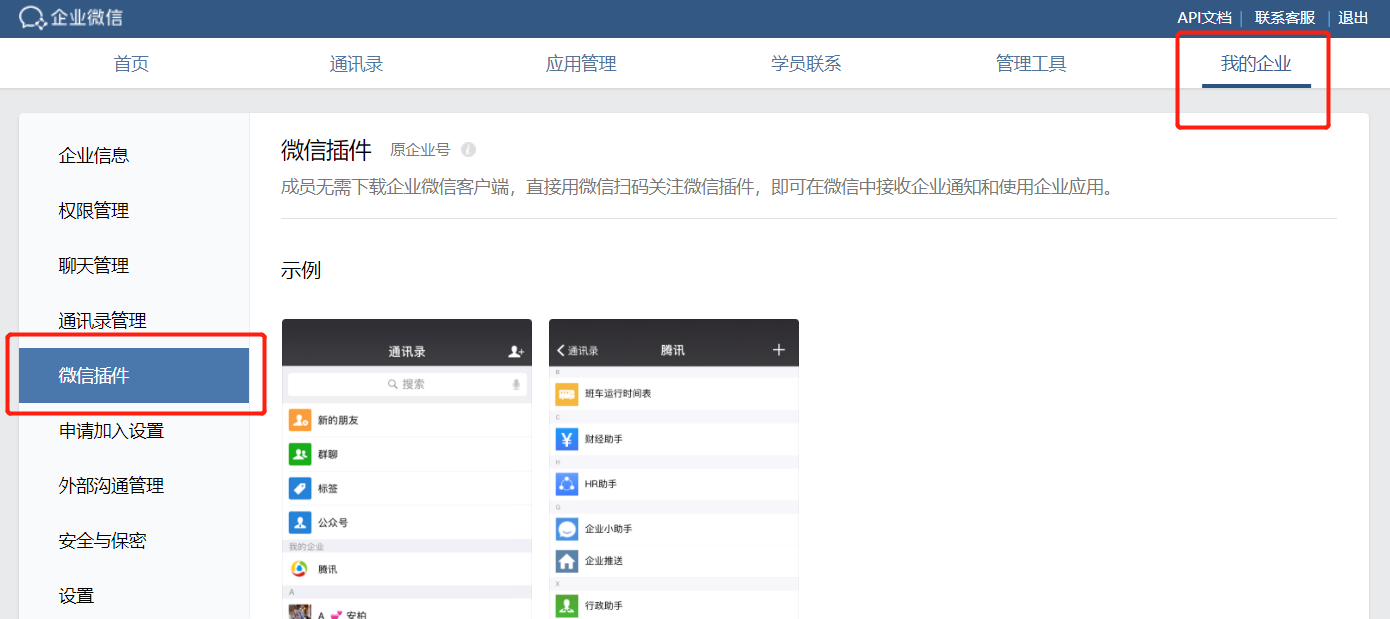 企业微信
API文档 | 联系客服 | 退出
首页 通讯录 应用管理 学员联系 管理工具 我的企业
企业信息
权限管理
聊天管理
通讯录管理
微信插件
申请加入设置
外部沟通管理
安全与保密
设置
微信插件 原企业号
成员无需下载企业微信客户端，直接用微信扫码关注微信插件，即可在微信中接收企业通知和使用企业应用。
示例
通讯录
搜索
新的朋友
群聊
标签
公众号
我的企业
腾讯
A
A 💕 安柏
通讯录 腾讯
B
班车运行时间表
C
财经助手
H
HR助手
Q
企业小助手
企业推送
X
行政助手